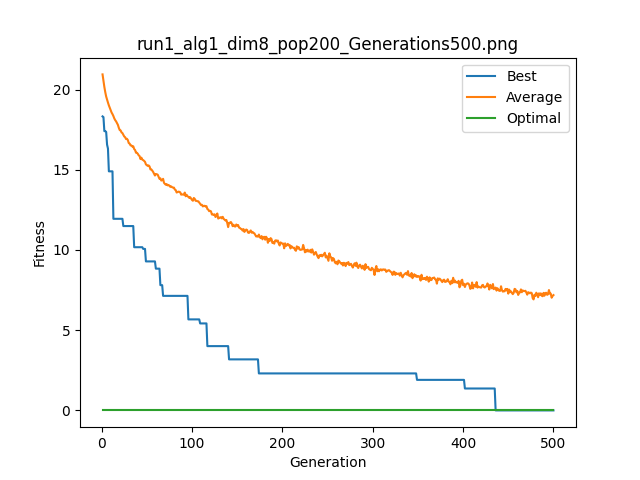 run1_alg1_dim8_pop200_Generations500.png
Best
Average
Optimal
20
15
10
5
0
Fitness
0 100 200 300 400 500
Generation